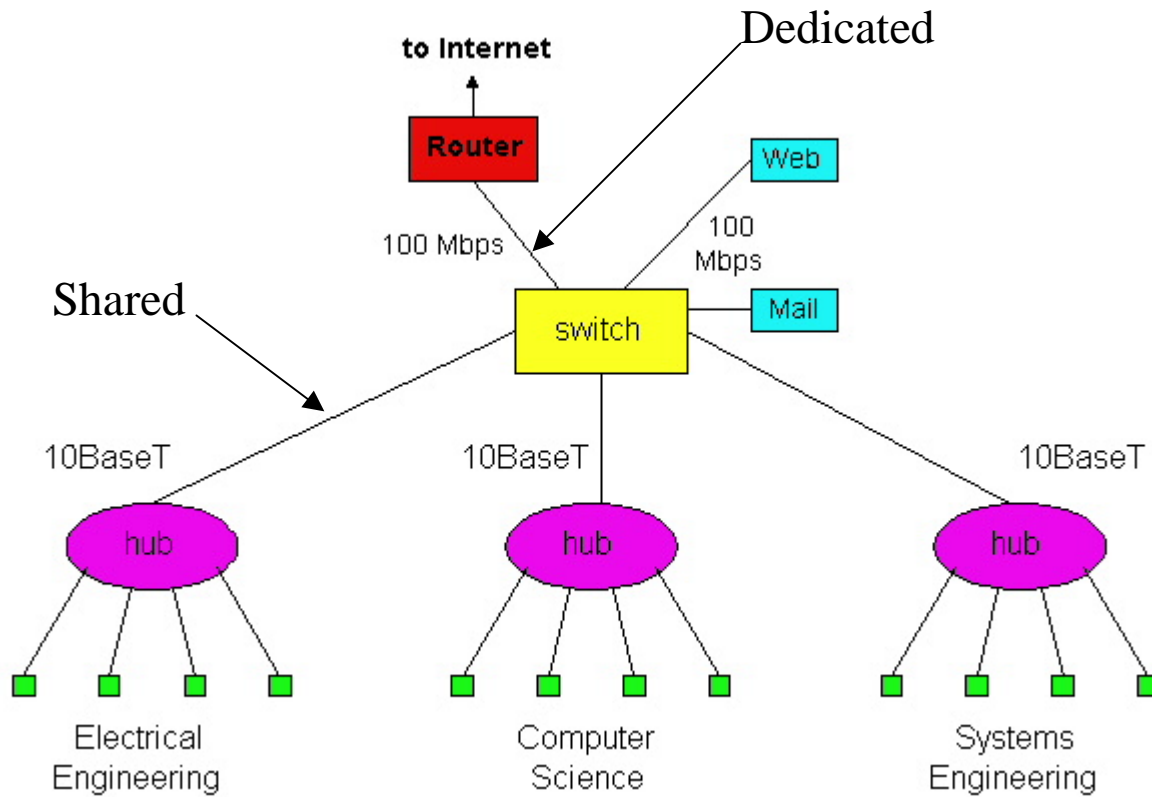 Dedicated
to Internet
Router
Web
100 Mbps
100
Mbps
Shared
switch
Mail
10BaseT
10BaseT
10BaseT
hub
hub
hub
Electrical
Engineering
Computer
Science
Systems
Engineering